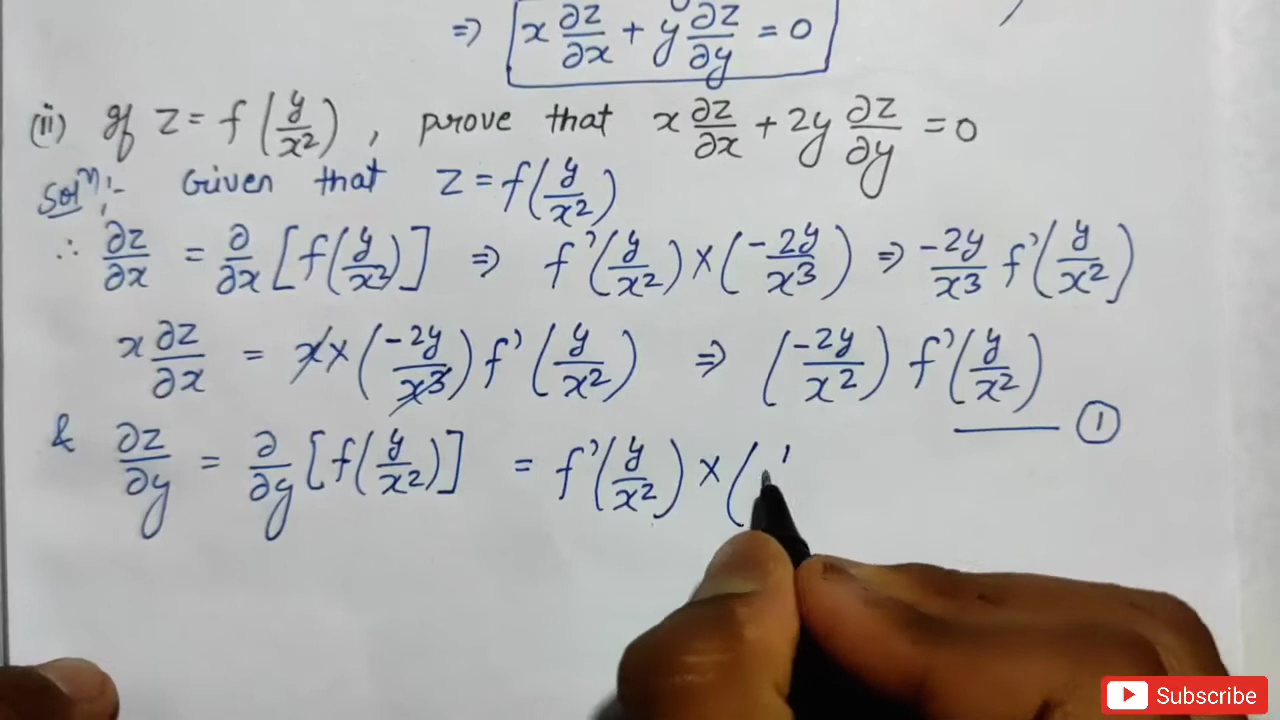 => x ∂z/∂x + y ∂z/∂y = 0
(ii) If z = f(y/x²), prove that x ∂z/∂x + 2y ∂z/∂y = 0
Solⁿ:- Given that z = f(y/x²)
∴ ∂z/∂x = ∂/∂x [f(y/x²)] => f'(y/x²) × (-2y/x³) => -2y/x³ f'(y/x²)
x ∂z/∂x = x × (-2y/x³) f'(y/x²) => (-2y/x²) f'(y/x²)
—— ①
& ∂z/∂y = ∂/∂y [f(y/x²)] = f'(y/x²) × (
Subscribe